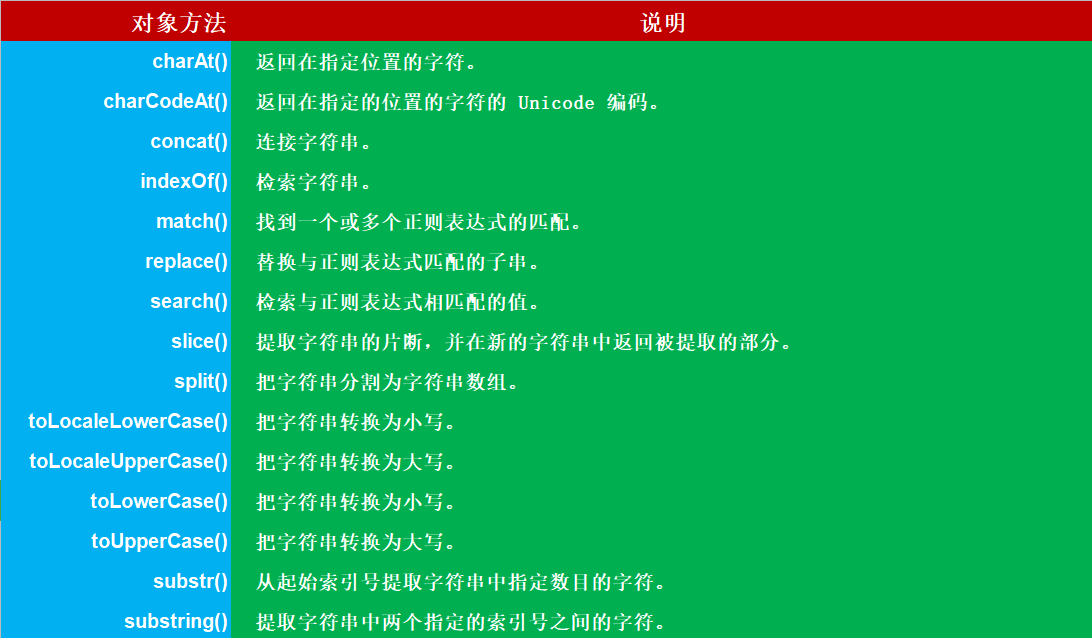 对象方法 说明
charAt() 返回在指定位置的字符。
charCodeAt() 返回在指定的位置的字符的 Unicode 编码。
concat() 连接字符串。
indexOf() 检索字符串。
match() 找到一个或多个正则表达式的匹配。
replace() 替换与正则表达式匹配的子串。
search() 检索与正则表达式相匹配的值。
slice() 提取字符串的片断，并在新的字符串中返回被提取的部分。
split() 把字符串分割为字符串数组。
toLocaleLowerCase() 把字符串转换为小写。
toLocaleUpperCase() 把字符串转换为大写。
toLowerCase() 把字符串转换为小写。
toUpperCase() 把字符串转换为大写。
substr() 从起始索引号提取字符串中指定数目的字符。
substring() 提取字符串中两个指定的索引号之间的字符。